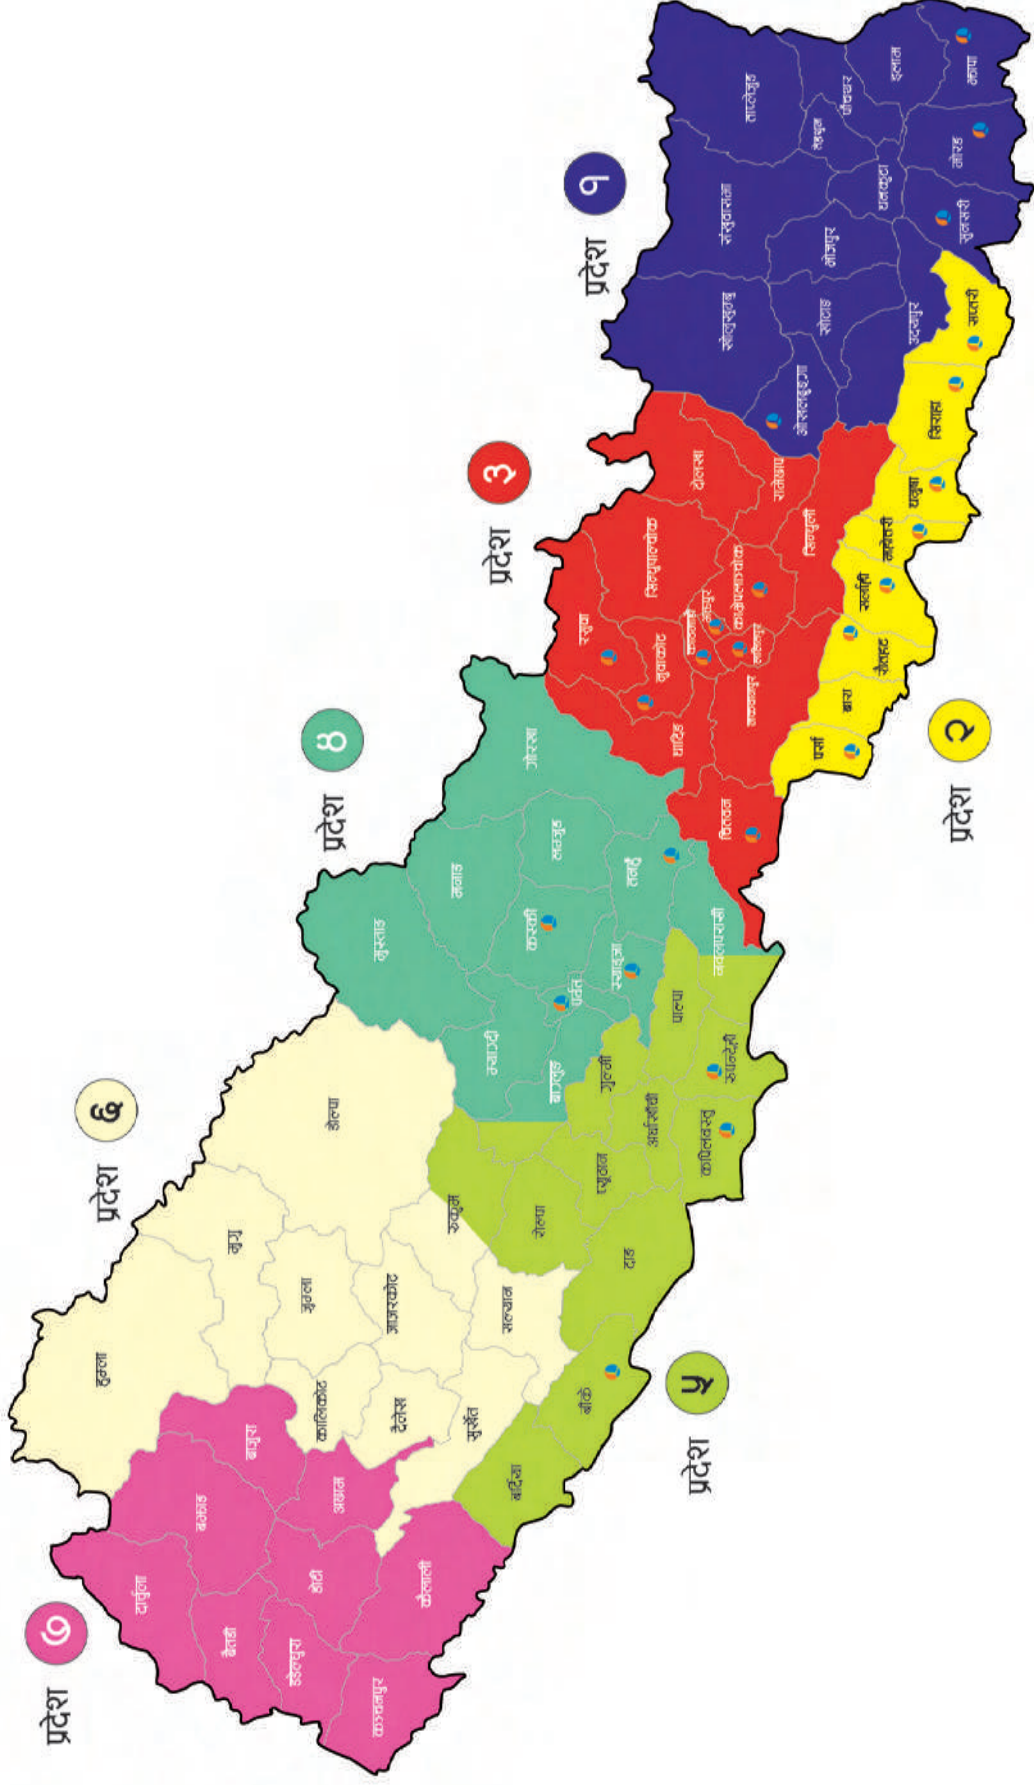 प्रदेश ७
दार्चुला
बझाङ
बैतडी
बाजुरा
डडेल्धुरा
डोटी
अछाम
कञ्चनपुर
कैलाली
प्रदेश ६
हुम्ला
मुगु
डोल्पा
जुम्ला
कालिकोट
जाजरकोट
दैलेख
रुकुम
सल्यान
सुर्खेत
प्रदेश ५
बर्दिया
बाँके
दाङ
रोल्पा
प्यूठान
गुल्मी
अर्घाखाँची
पाल्पा
कपिलवस्तु
रुपन्देही
प्रदेश ४
मुस्ताङ
मनाङ
गोरखा
म्याग्दी
कास्की
लमजुङ
बाग्लुङ
पर्वत
स्याङ्जा
तनहुँ
नवलपरासी
प्रदेश ३
रसुवा
नुवाकोट
सिन्धुपाल्चोक
दोलखा
धादिङ
काठमाडौं
भक्तपुर
काभ्रेपलाञ्चोक
रामेछाप
ललितपुर
मकवानपुर
सिन्धुली
चितवन
प्रदेश २
पर्सा
बारा
रौतहट
सर्लाही
महोत्तरी
धनुषा
सिराहा
सप्तरी
प्रदेश १
ताप्लेजुङ
संखुवासभा
सोलुखुम्बु
पाँचथर
तेह्रथुम
इलाम
धनकुटा
भोजपुर
खोटाङ
ओखलढुङ्गा
झापा
मोरङ
सुनसरी
उदयपुर